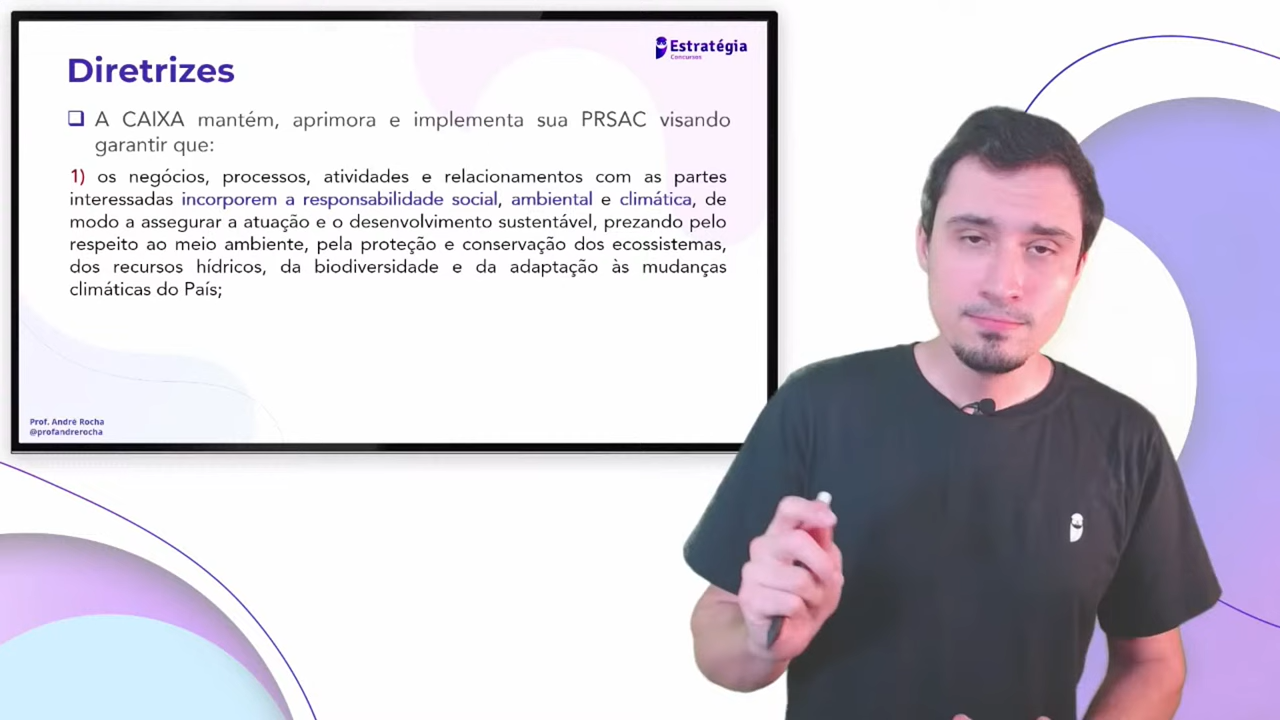 Estratégia
Concursos
Diretrizes
❑ A CAIXA mantém, aprimora e implementa sua PRSAC visando
garantir que:
1) os negócios, processos, atividades e relacionamentos com as partes
interessadas incorporem a responsabilidade social, ambiental e climática, de
modo a assegurar a atuação e o desenvolvimento sustentável, prezando pelo
respeito ao meio ambiente, pela proteção e conservação dos ecossistemas,
dos recursos hídricos, da biodiversidade e da adaptação às mudanças
climáticas do País;
Prof. André Rocha
@profandrerocha